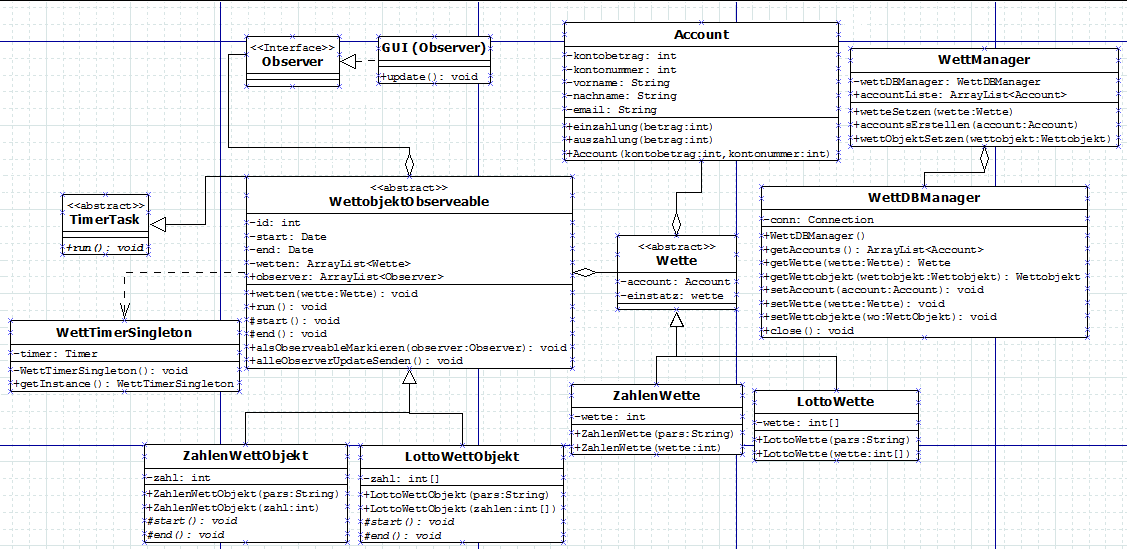 <<Interface>>
Observer
GUI (Observer)
+update(): void
Account
-kontobetrag: int
-kontonummer: int
-vorname: String
-nachname: String
-email: String
+einzahlung(betrag:int)
+auszahlung(betrag:int)
+Account(kontobetrag:int,kontonummer:int)
WettManager
-wettDBManager: WettDBManager
+accountListe: ArrayList<Account>
+wetteSetzen(wette:Wette)
+accountsErstellen(account:Account)
+wettObjektSetzen(wettobjekt:Wettobjekt)
<<abstract>>
TimerTask
+run(): void
<<abstract>>
WettobjektObserveable
-id: int
-start: Date
-end: Date
-wetten: ArrayList<Wette>
+observer: ArrayList<Observer>
+wetten(wette:Wette): void
+run(): void
#start(): void
#end(): void
+alsObserveableMarkieren(observer:Observer): void
+alleObserverUpdateSenden(): void
<<abstract>>
Wette
-account: Account
-einstatz: wette
WettDBManager
-conn: Connection
+WettDBManager()
+getAccounts(): ArrayList<Account>
+getWette(wette:Wette): Wette
+getWettobjekt(wettobjekt:Wettobjekt): Wettobjekt
+setAccount(account:Account): void
+setWette(wette:Wette): void
+setWettobjekte(wo:WettObjekt): void
+close(): void
WettTimerSingleton
-timer: Timer
-WettTimerSingleton(): void
+getInstance(): WettTimerSingleton
ZahlenWette
-wette: int
+ZahlenWette(pars:String)
+ZahlenWette(wette:int)
LottoWette
-wette: int[]
+LottoWette(pars:String)
+LottoWette(wette:int[])
ZahlenWettObjekt
-zahl: int
+ZahlenWettObjekt(pars:String)
+ZahlenWettObjekt(zahl:int)
#start(): void
#end(): void
LottoWettObjekt
-zahl: int[]
+LottoWettObjekt(pars:String)
+LottoWettObjekt(zahlen:int[])
#start(): void
#end(): void